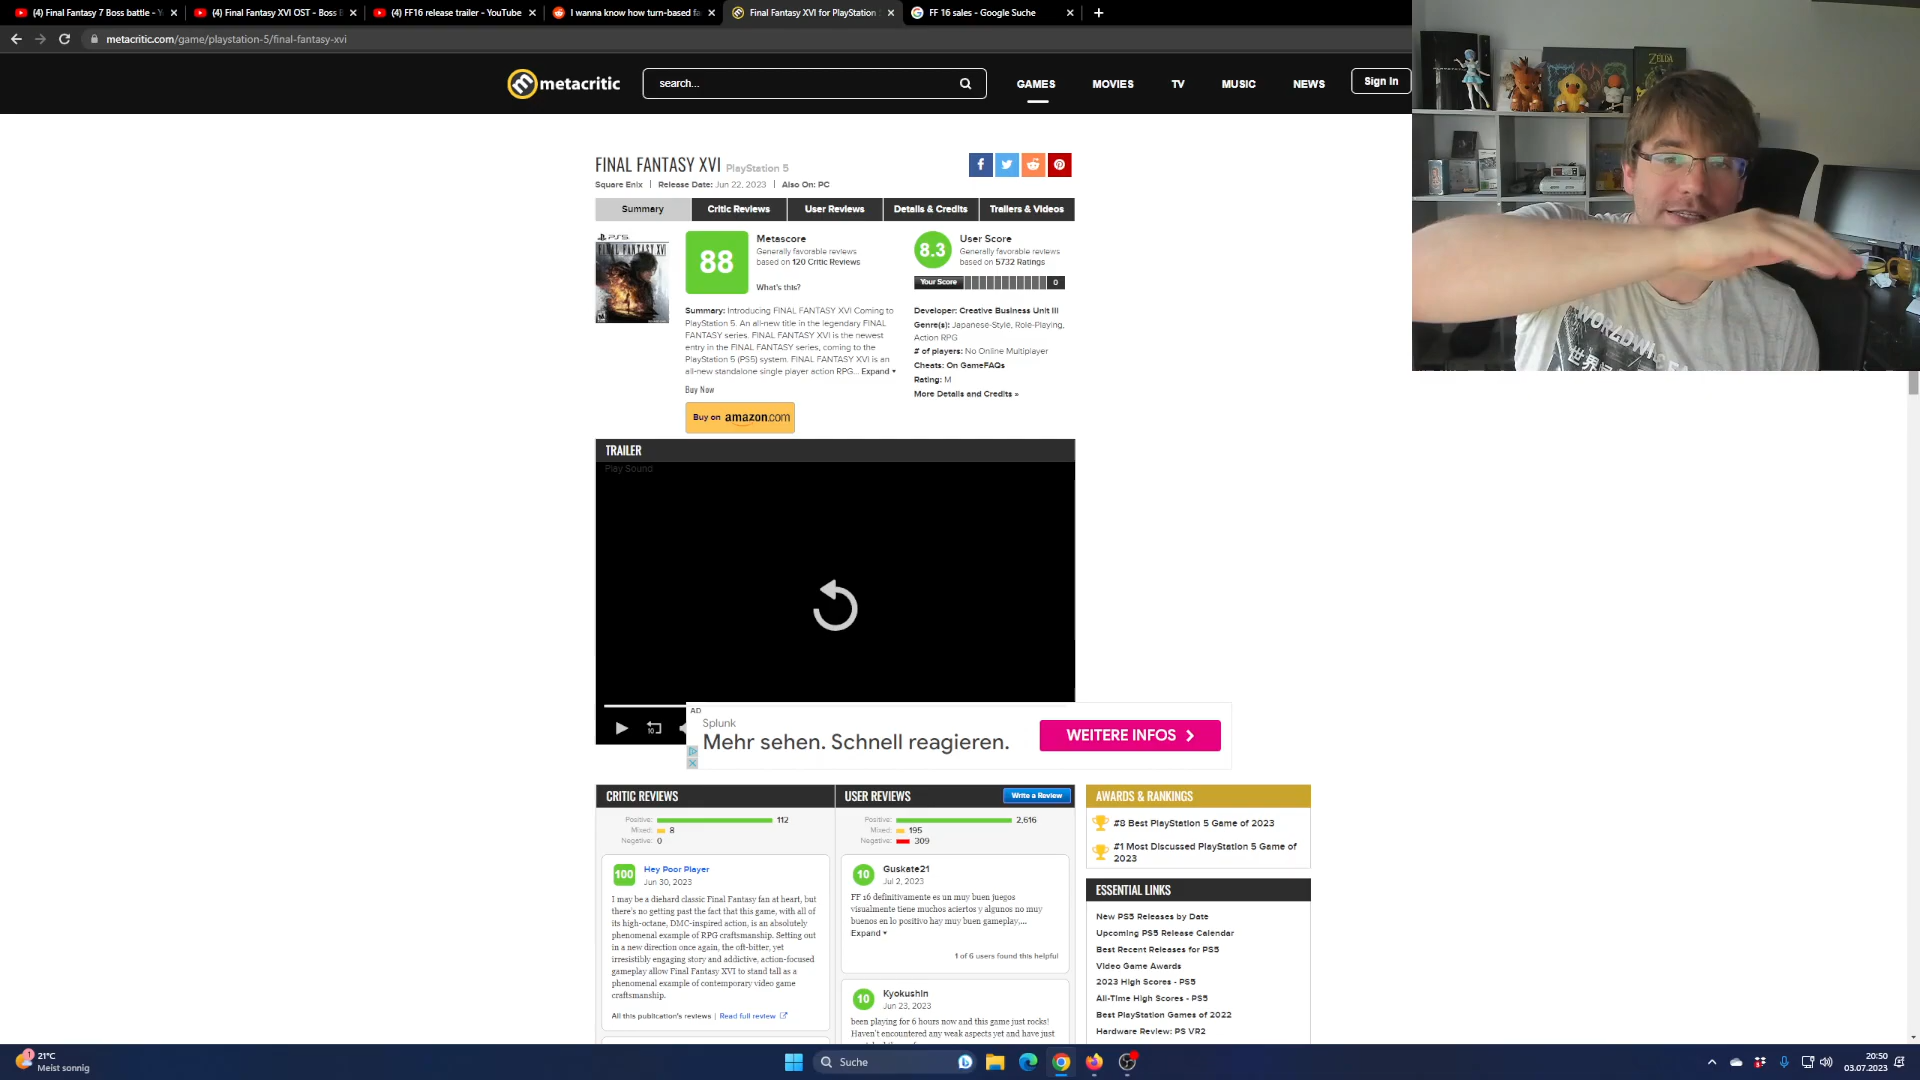 (4) Final Fantasy 7 Boss battle - Y
(4) Final Fantasy XVI OST - Boss B
(4) FF16 release trailer - YouTube
I wanna know how turn-based fa
Final Fantasy XVI for PlayStation
FF 16 sales - Google Suche
metacritic.com/game/playstation-5/final-fantasy-xvi
metacritic
search...
GAMES
MOVIES
TV
MUSIC
NEWS
Sign In
ZELDA
FINAL FANTASY XVI PlayStation 5
Square Enix | Release Date: Jun 22, 2023 | Also On: PC
Summary
Critic Reviews
User Reviews
Details & Credits
Trailers & Videos
PS5
FINAL FANTASY XVI
88
Metascore
Generally favorable reviews
based on 120 Critic Reviews
What's this?
8.3
User Score
Generally favorable reviews
based on 5732 Ratings
Your Score
0
Summary: Introducing FINAL FANTASY XVI Coming to
PlayStation 5. An all-new title in the legendary FINAL
FANTASY series. FINAL FANTASY XVI is the newest
entry in the FINAL FANTASY series, coming to the
PlayStation 5 (PS5) system. FINAL FANTASY XVI is an
all-new standalone single player action RPG... Expand
Buy Now
Buy on amazon.com
Developer: Creative Business Unit III
Genre(s): Japanese-Style, Role-Playing,
Action RPG
# of players: No Online Multiplayer
Cheats: On GameFAQs
Rating: M
More Details and Credits »
TRAILER
Play Sound
10
AD
Splunk
Mehr sehen. Schnell reagieren.
WEITERE INFOS
CRITIC REVIEWS
Positive: 112
Mixed: 8
Negative: 0
100
Hey Poor Player
Jun 30, 2023
I may be a diehard classic Final Fantasy fan at heart, but
there's no getting past the fact that this game, with all of
its high-octane, DMC-inspired action, is an absolutely
phenomenal example of RPG craftsmanship. Setting out
in a new direction once again, the oft-bitter, yet
irresistibly engaging story and addictive, action-focused
gameplay allow Final Fantasy XVI to stand tall as a
phenomenal example of contemporary video game
craftsmanship.
All this publication's reviews | Read full review
USER REVIEWS
Write a Review
Positive: 2,616
Mixed: 195
Negative: 309
10
Guskate21
Jul 2, 2023
FF 16 definitivamente es un muy buen juegos
visualmente tiene muchos aciertos y algunos no muy
buenos en lo positivo hay muy buen gameplay,...
Expand
1 of 6 users found this helpful
10
Kyokushin
Jun 23, 2023
been playing for 6 hours now and this game just rocks!
Haven't encountered any weak aspects yet and have just
AWARDS & RANKINGS
#8 Best PlayStation 5 Game of 2023
#1 Most Discussed PlayStation 5 Game of
2023
ESSENTIAL LINKS
New PS5 Releases by Date
Upcoming PS5 Release Calendar
Best Recent Releases for PS5
Video Game Awards
2023 High Scores - PS5
All-Time High Scores - PS5
Best PlayStation Games of 2022
Hardware Review: PS VR2
1
21°C
Meist sonnig
Suche
20:50
03.07.2023